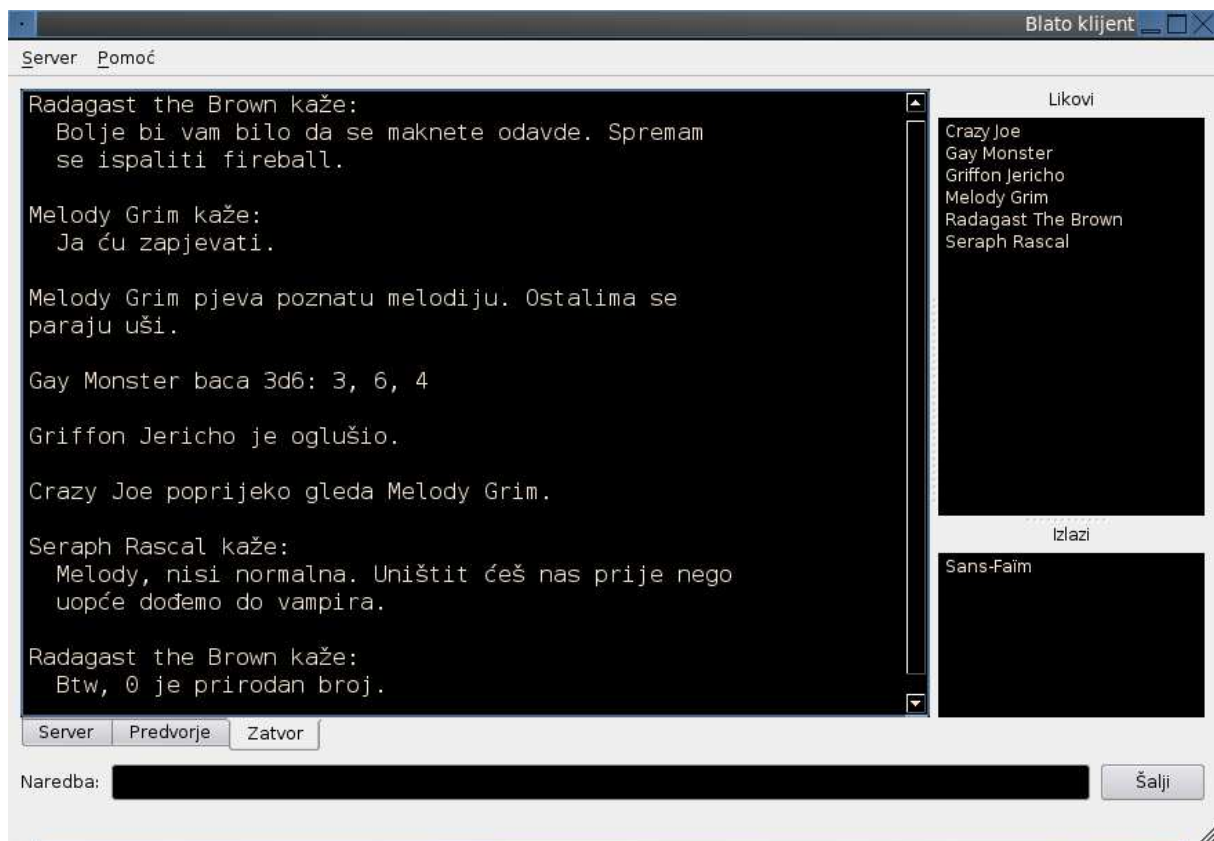 Blato klijent
Server Pomoć
Radagast the Brown kaže:
Bolje bi vam bilo da se maknete odavde. Spremam
se ispaliti fireball.
Melody Grim kaže:
Ja ću zapjevati.
Melody Grim pjeva poznatu melodiju. Ostalima se
paraju uši.
Gay Monster baca 3d6: 3, 6, 4
Griffon Jericho je oglušio.
Crazy Joe poprijeko gleda Melody Grim.
Seraph Rascal kaže:
Melody, nisi normalna. Uništit ćeš nas prije nego
uopće dođemo do vampira.
Radagast the Brown kaže:
Btw, 0 je prirodan broj.
Likovi
Crazy Joe
Gay Monster
Griffon Jericho
Melody Grim
Radagast The Brown
Seraph Rascal
Izlazi
Sans-Faïm
Server Predvorje Zatvor
Naredba: Šalji